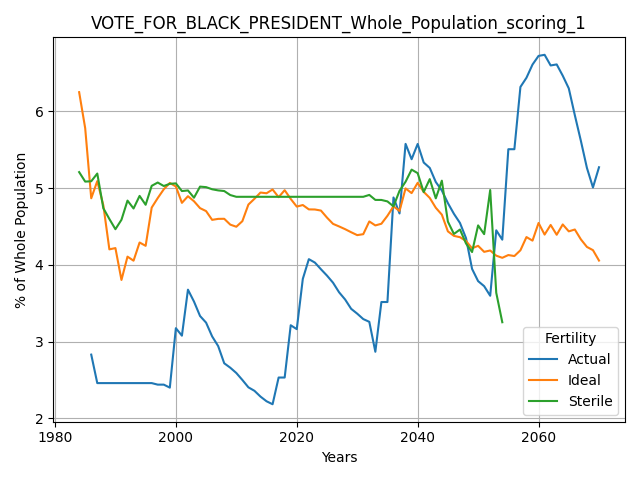 VOTE_FOR_BLACK_PRESIDENT_Whole_Population_scoring_1
% of Whole Population
6
5
4
3
2
1980
2000
2020
2040
2060
Years
Fertility
Actual
Ideal
Sterile